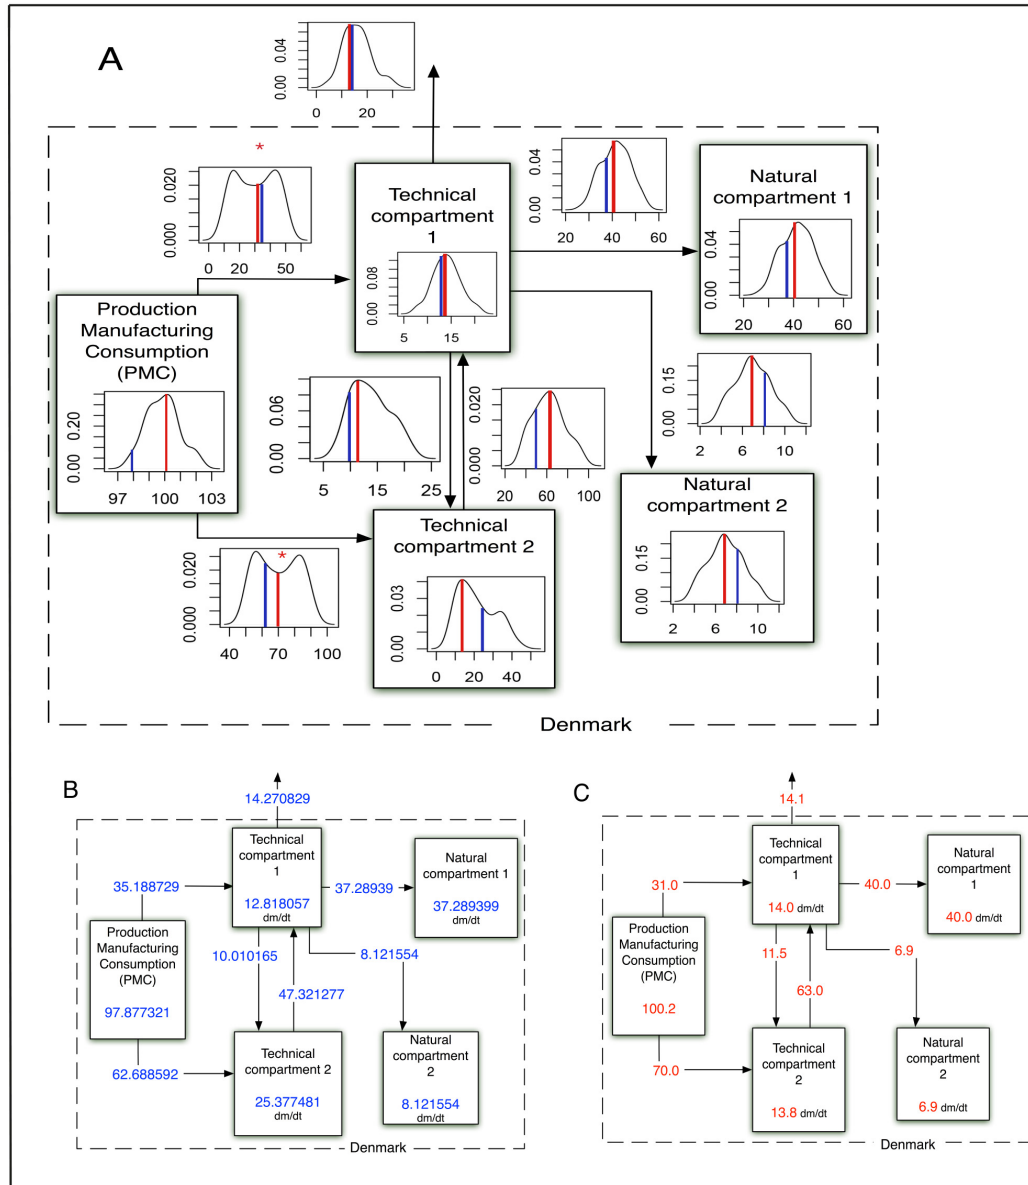 A
0.04
0.00
0
20
*
0.020
0.000
0 20 50
Technical
compartment
1
0.08
5 15
0.04
0.00
20 40 60
Natural
compartment 1
0.04
0.00
20 40 60
Production
Manufacturing
Consumption
(PMC)
0.20
0.00
97 100 103
0.06
0.00
5 15 25
0.020
0.000
20 60 100
0.15
0.00
2 6 10
Technical
compartment 2
0.03
0.00
0 20 40
Natural
compartment 2
0.15
0.00
2 6 10
*
0.020
0.000
40 70 100
Denmark
B
14.270829
Technical
compartment
1
12.818057
dm/dt
35.188729
37.28939
Natural
compartment 1
37.289399
dm/dt
Production
Manufacturing
Consumption
(PMC)
97.877321
10.010165
8.121554
47.321277
62.688592
Technical
compartment 2
25.377481
dm/dt
Natural
compartment
2
8.121554
dm/dt
Denmark
C
14.1
Technical
compartment
1
14.0 dm/dt
31.0
40.0
Natural
compartment
1
40.0 dm/dt
Production
Manufacturing
Consumption
(PMC)
100.2
11.5
6.9
63.0
70.0
Technical
compartment
2
13.8 dm/dt
Natural
compartment
2
6.9 dm/dt
Denmark